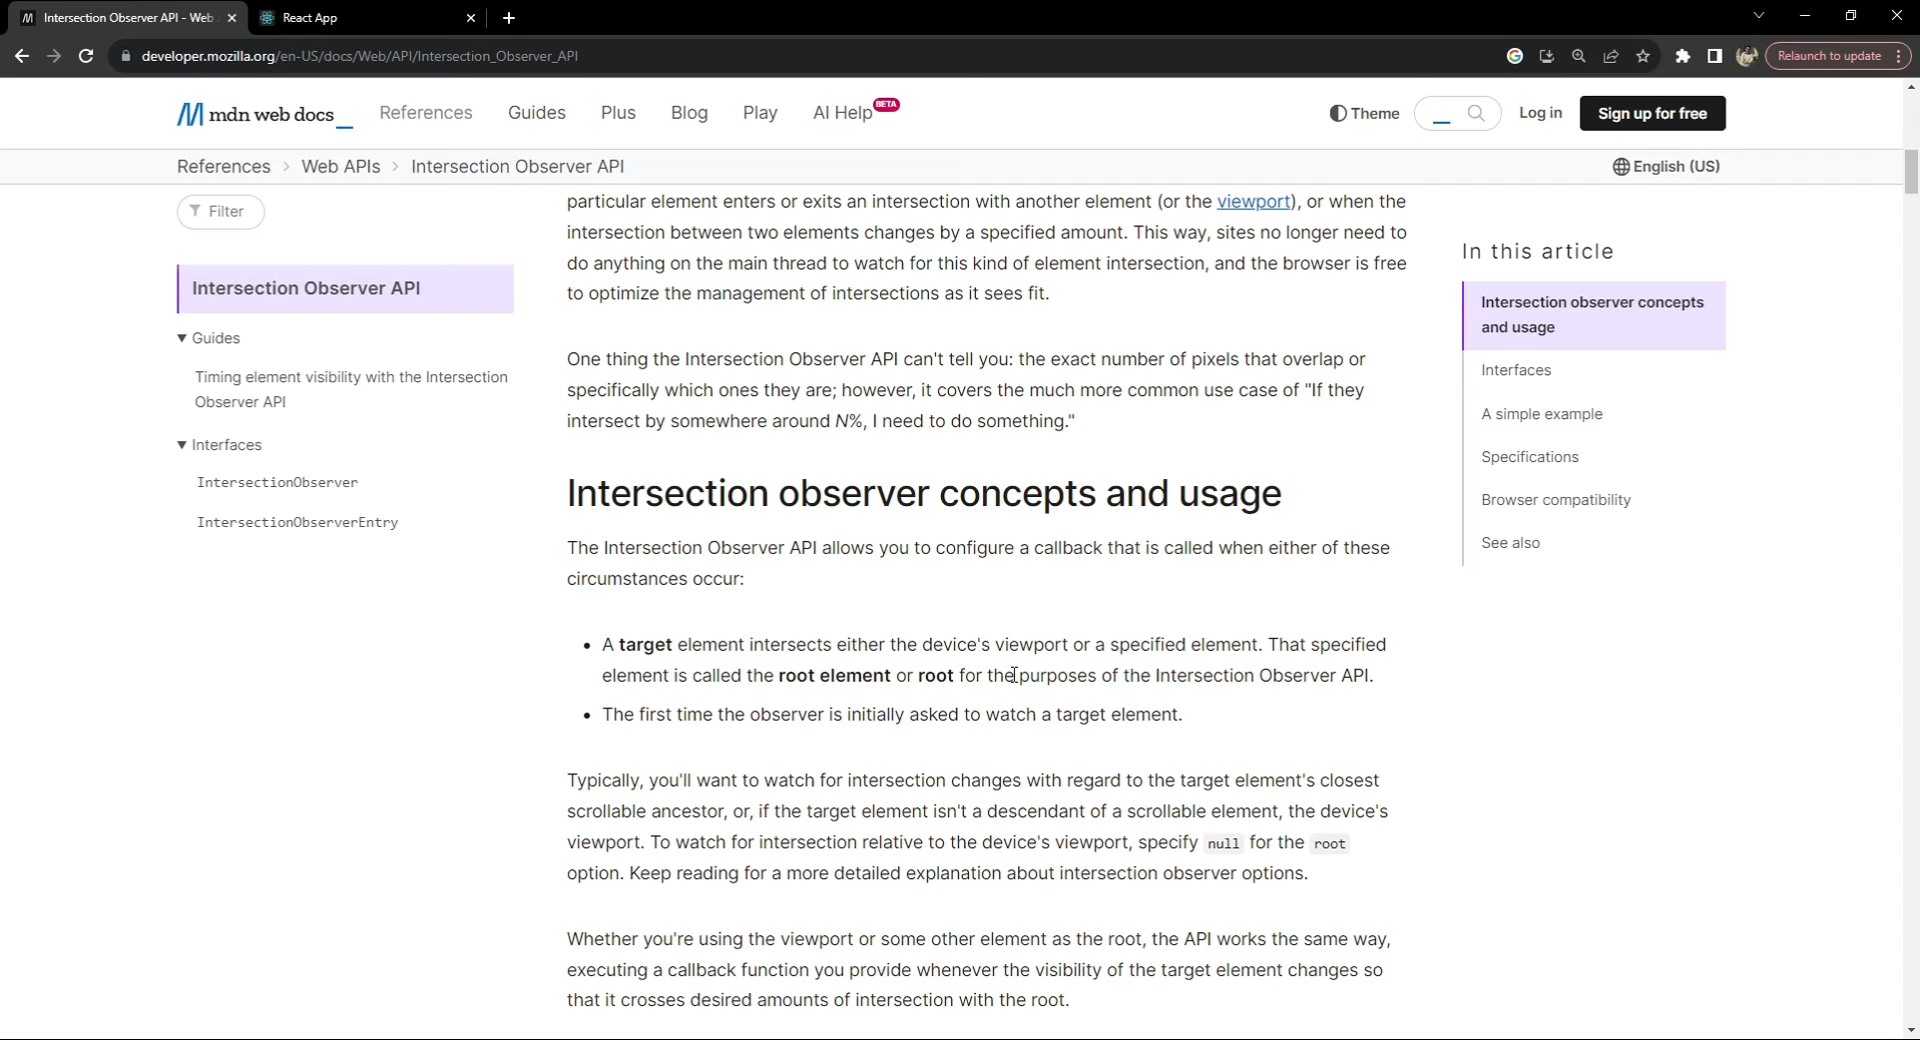 Intersection Observer API - Web
React App
developer.mozilla.org/en-US/docs/Web/API/Intersection_Observer_API
Relaunch to update
mdn web docs_
References
Guides
Plus
Blog
Play
AI Help BETA
Theme
Log in
Sign up for free
References > Web APIs > Intersection Observer API
English (US)
Filter
Intersection Observer API
Guides
Timing element visibility with the Intersection
Observer API
Interfaces
IntersectionObserver
IntersectionObserverEntry
particular element enters or exits an intersection with another element (or the viewport), or when the
intersection between two elements changes by a specified amount. This way, sites no longer need to
do anything on the main thread to watch for this kind of element intersection, and the browser is free
to optimize the management of intersections as it sees fit.
One thing the Intersection Observer API can't tell you: the exact number of pixels that overlap or
specifically which ones they are; however, it covers the much more common use case of "If they
intersect by somewhere around N%, I need to do something."
Intersection observer concepts and usage
The Intersection Observer API allows you to configure a callback that is called when either of these
circumstances occur:
• A target element intersects either the device's viewport or a specified element. That specified
element is called the root element or root for the purposes of the Intersection Observer API.
• The first time the observer is initially asked to watch a target element.
Typically, you'll want to watch for intersection changes with regard to the target element's closest
scrollable ancestor, or, if the target element isn't a descendant of a scrollable element, the device's
viewport. To watch for intersection relative to the device's viewport, specify null for the root
option. Keep reading for a more detailed explanation about intersection observer options.
Whether you're using the viewport or some other element as the root, the API works the same way,
executing a callback function you provide whenever the visibility of the target element changes so
that it crosses desired amounts of intersection with the root.
In this article
Intersection observer concepts
and usage
Interfaces
A simple example
Specifications
Browser compatibility
See also